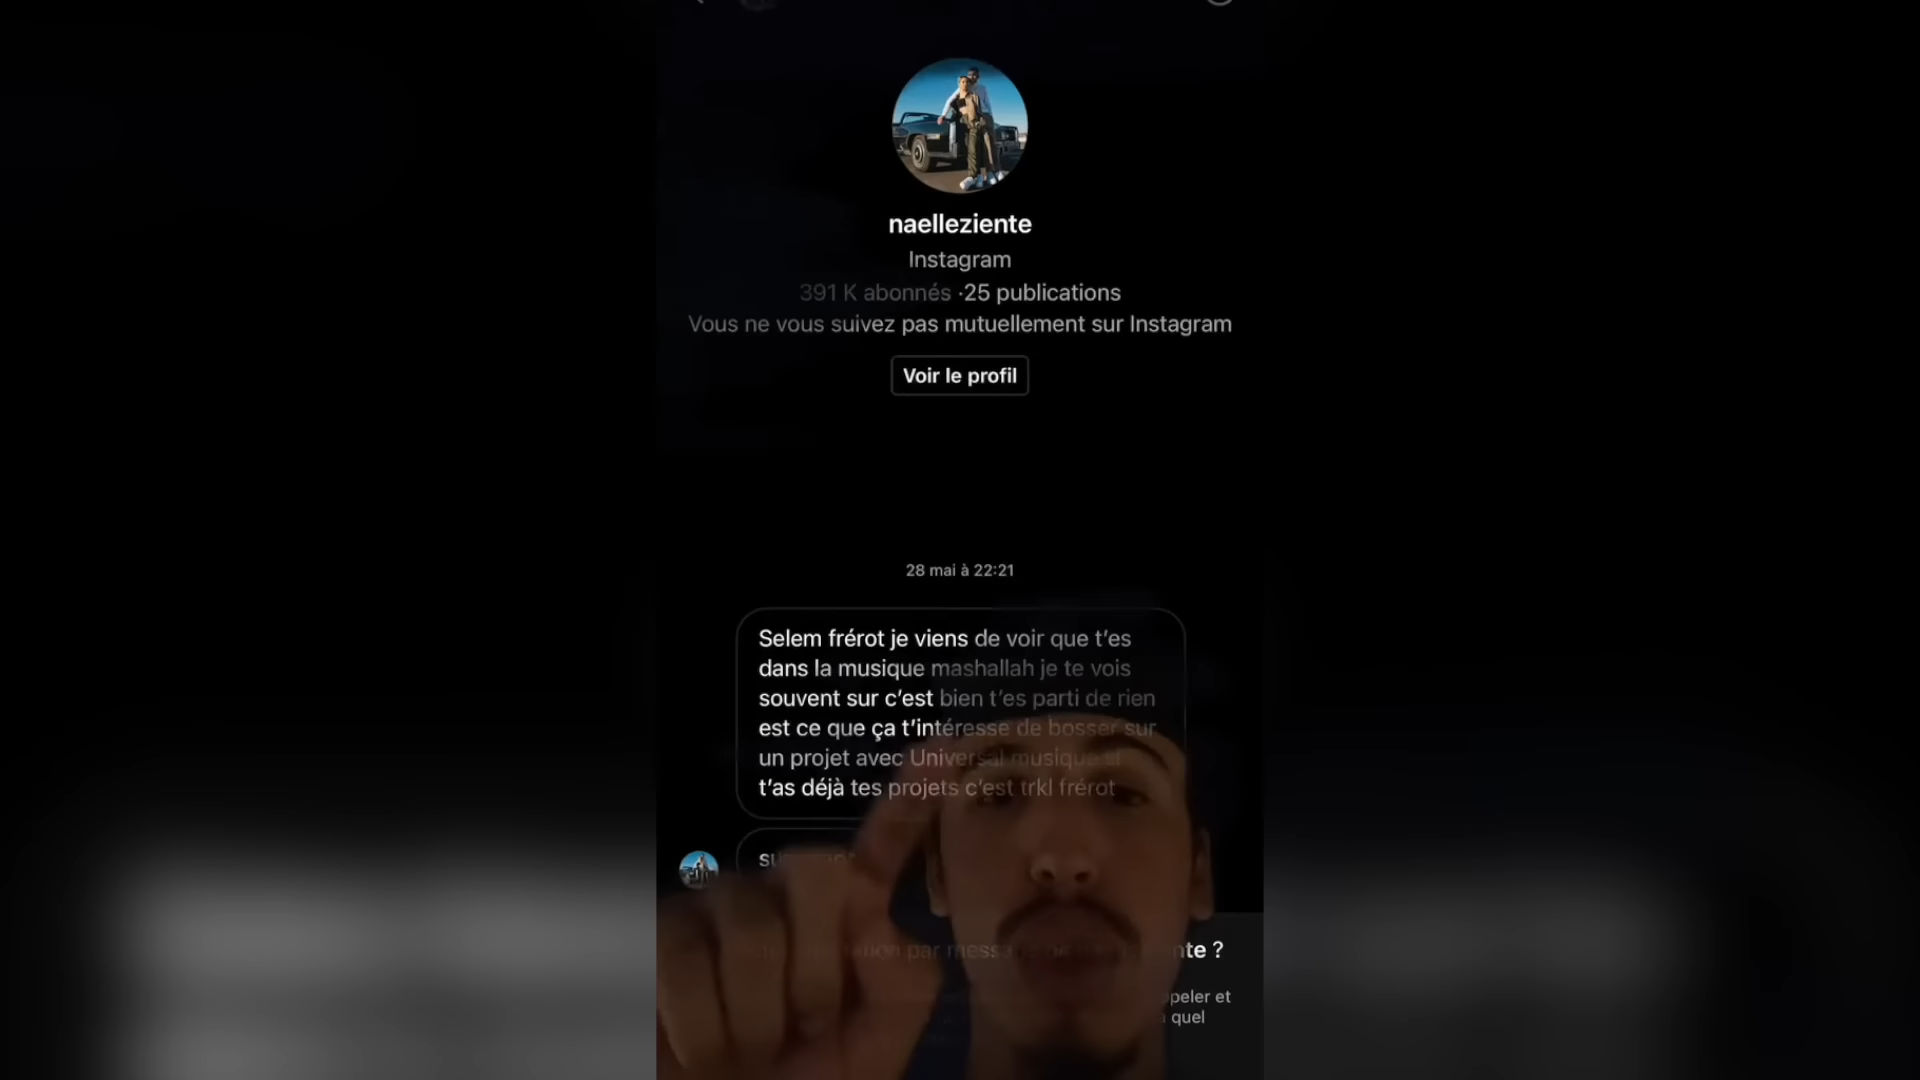 naelleziente
Instagram
391 K abonnés ·25 publications
Vous ne vous suivez pas mutuellement sur Instagram
Voir le profil
28 mai à 22:21
Selem frérot je viens de voir que t’es
dans la musique mashallah je te vois
souvent sur c’est bien t’es parti de rien
est ce que ça t’intéresse de bosser sur
un projet avec Universal musique si
t’as déjà tes projets c’est trkl frérot
par ?
et
quel